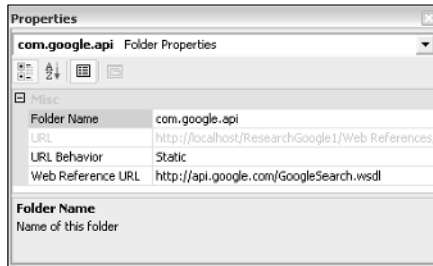 Properties
com.google.api Folder Properties
Misc
Folder Name com.google.api
URL http://localhost/ResearchGoogle1/Web References/
URL Behavior Static
Web Reference URL http://api.google.com/GoogleSearch.wsdl
Folder Name
Name of this folder